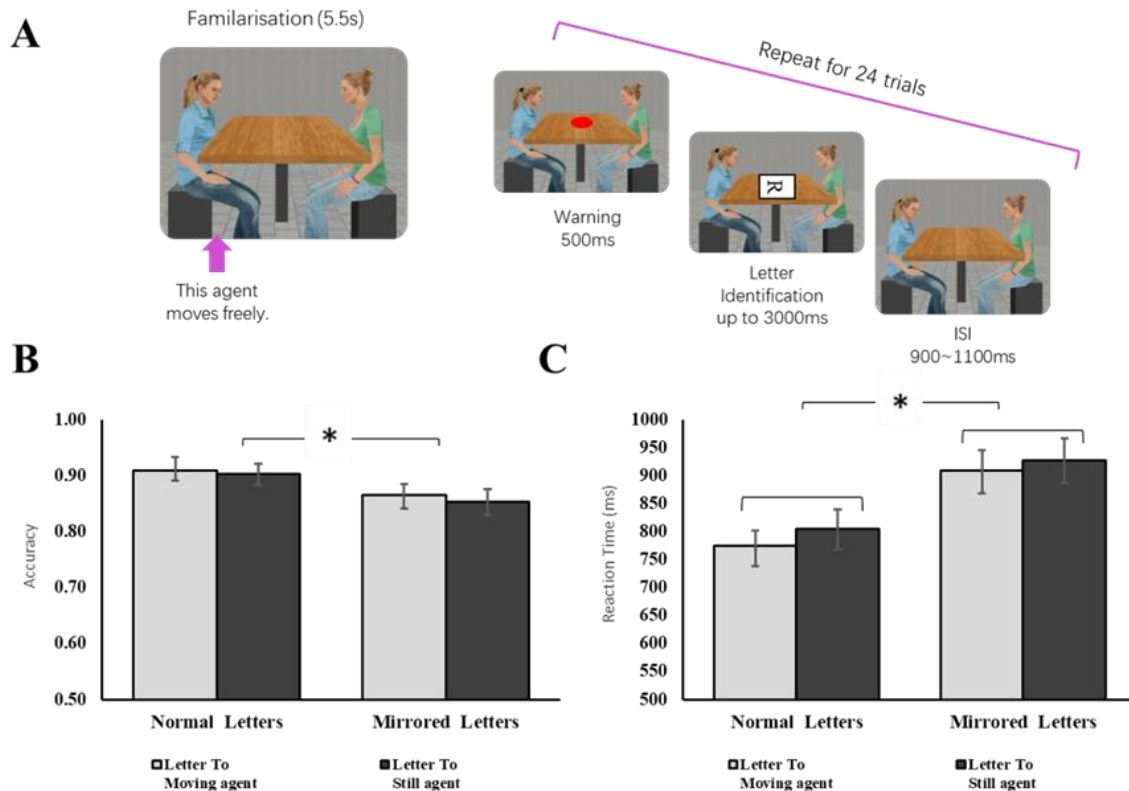 A
Familarisation (5.5s)
This agent
moves freely.
Repeat for 24 trials
Warning
500ms
R
Letter
Identification
up to 3000ms
ISI
900~1100ms
B
*
Accuracy
1.00
0.90
0.80
0.70
0.60
0.50
Normal Letters
Mirrored Letters
Letter To
Moving agent
Letter To
Still agent
C
*
Reaction Time (ms)
1000
950
900
850
800
750
700
650
600
550
500
Normal Letters
Mirrored Letters
Letter To
Moving agent
Letter To
Still agent